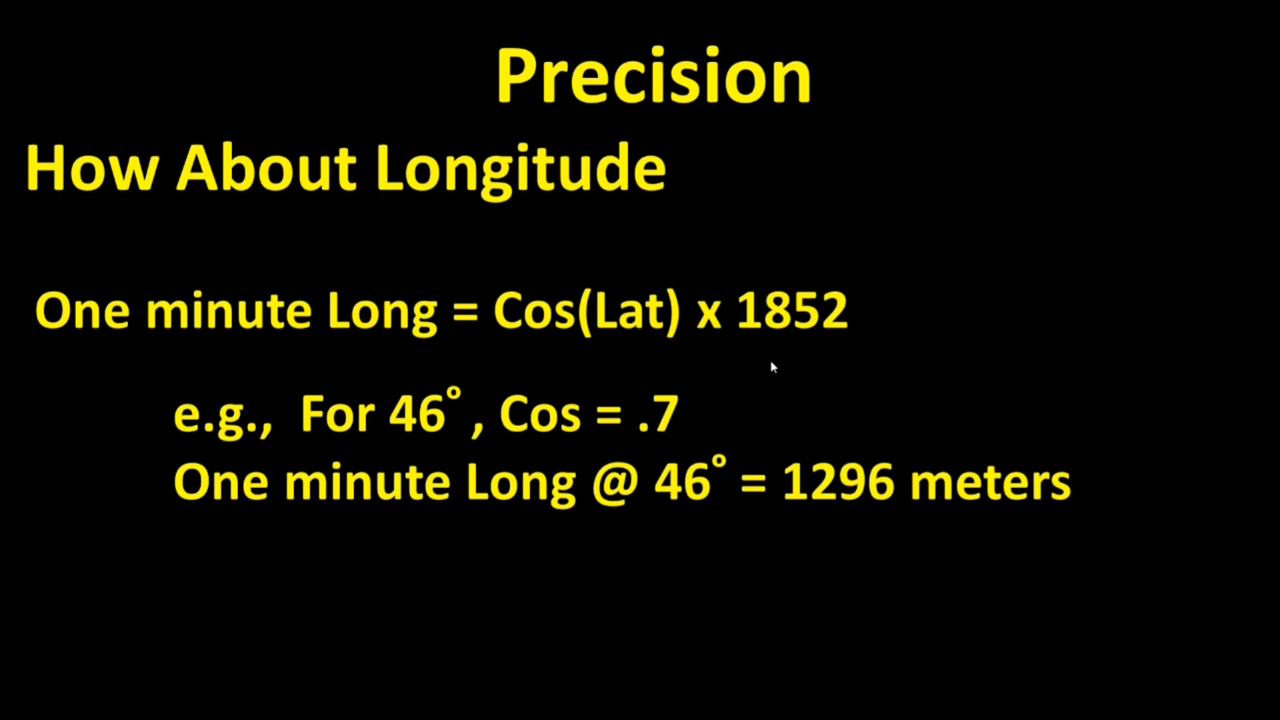 Precision
How About Longitude
One minute Long = Cos(Lat) x 1852
e.g., For 46° , Cos = .7
One minute Long @ 46° = 1296 meters